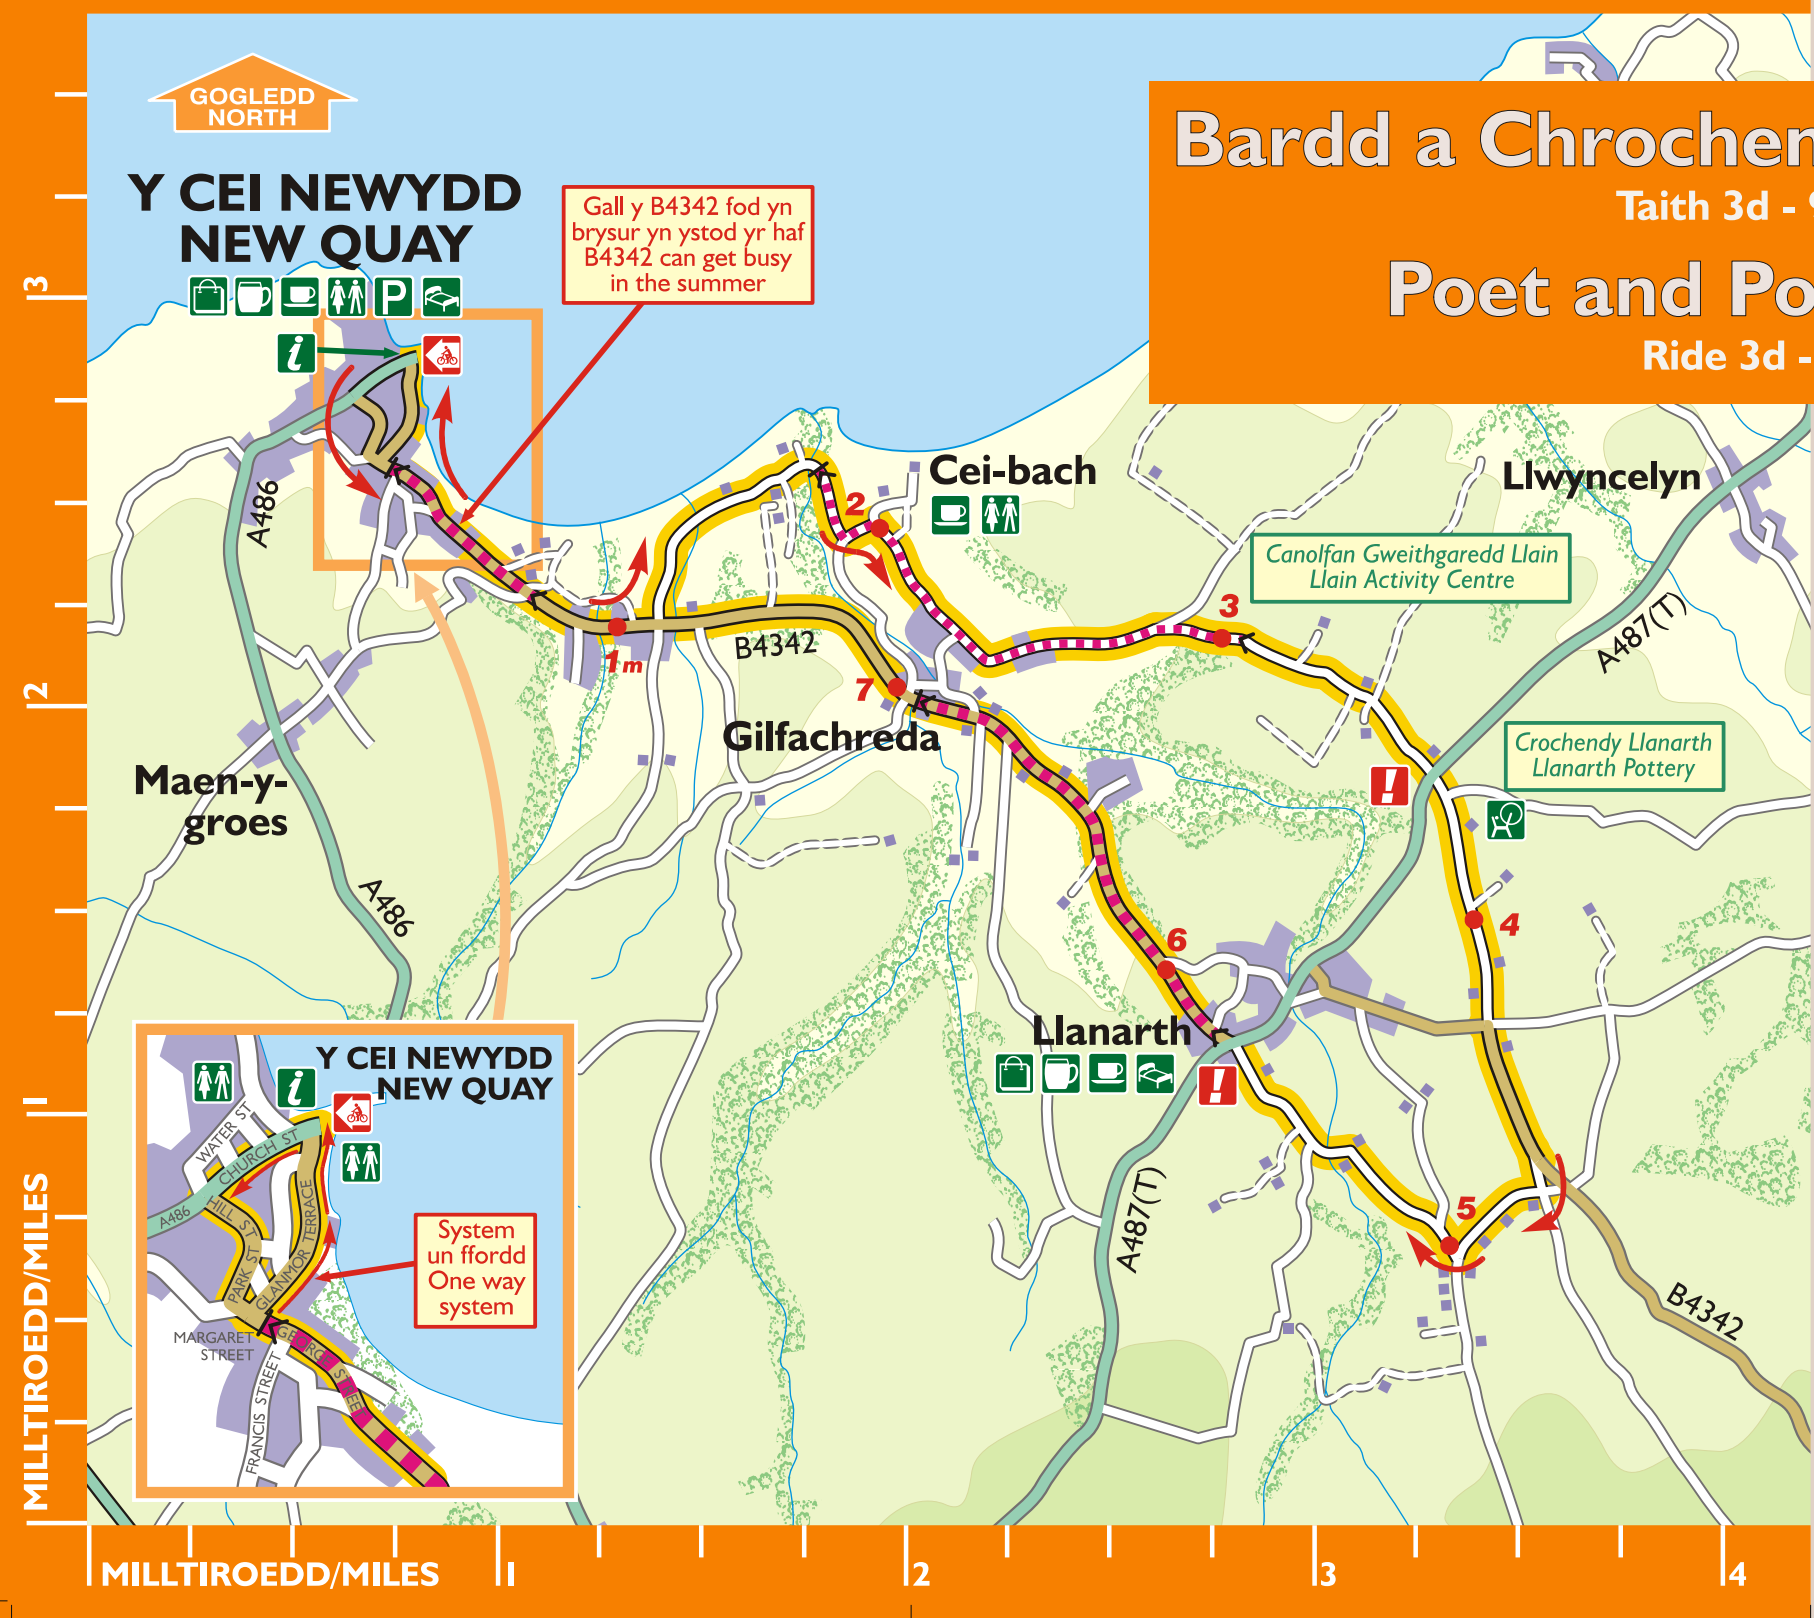 GOGLEDD
NORTH
Y CEI NEWYDD
NEW QUAY
P
i
Gall y B4342 fod yn
brysur yn ystod yr haf
B4342 can get busy
in the summer
Bardd a Chrochen
Taith 3d -
Poet and Po
Ride 3d -
Cei-bach
Llwyncelyn
Canolfan Gweithgaredd Llain
Llain Activity Centre
A486
A487(T)
2
3
1m
B4342
7
Gilfachreda
Crochendy Llanarth
Llanarth Pottery
!
Maen-y-
groes
A486
4
6
Llanarth
!
5
A487(T)
B4342
Y CEI NEWYDD
NEW QUAY
i
WATER ST
CHURCH ST
A486
HILL ST
PARK ST
GLANMOR TERRACE
System
un ffordd
One way
system
MARGARET
STREET
GEORGE STREET
FRANCIS STREET
3
2
1
MILLTIROEDD/MILES
MILLTIROEDD/MILES
1
2
3
4